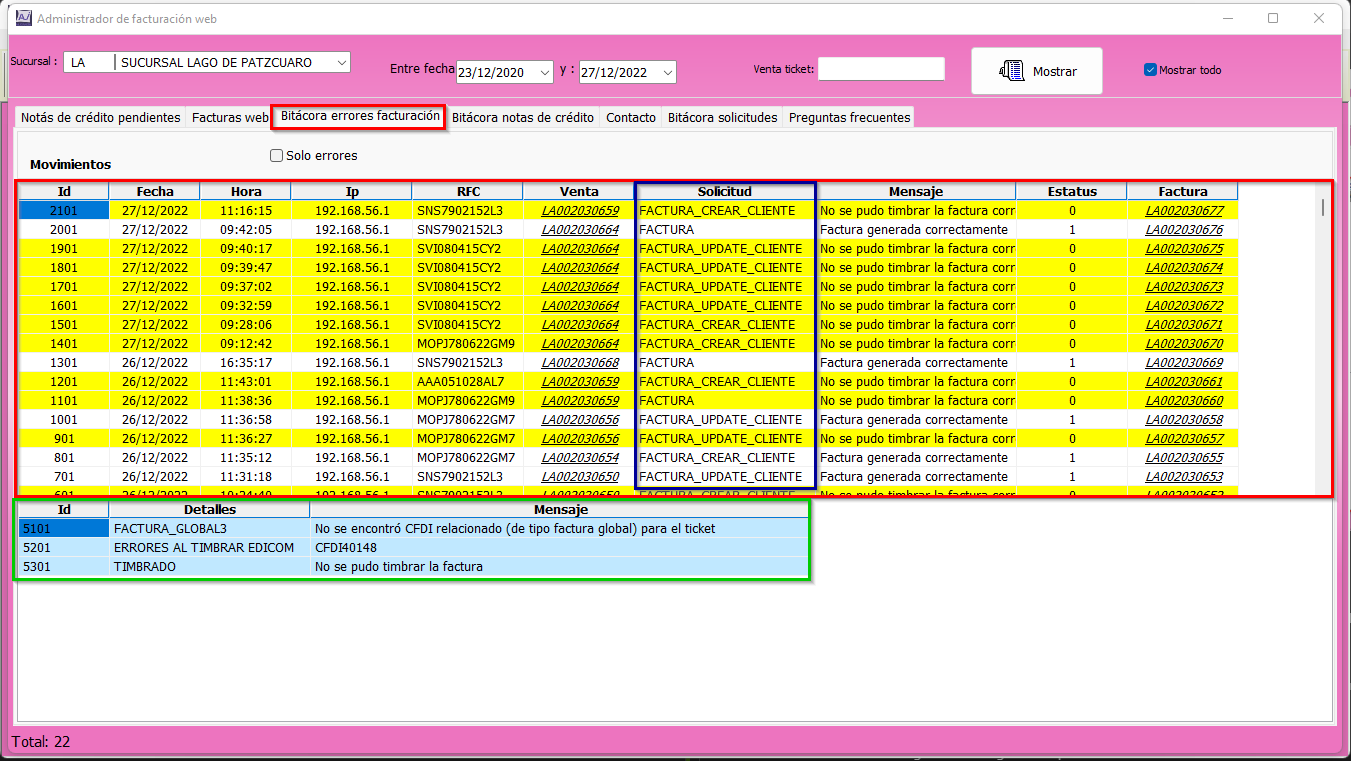 Administrador de facturación web
Sucursal : LA SUCURSAL LAGO DE PATZCUARO Entre fecha 23/12/2020 y : 27/12/2022 Venta ticket: Mostrar Mostrar todo
Notás de crédito pendientes Facturas web Bitácora errores facturación Bitácora notas de crédito Contacto Bitácora solicitudes Preguntas frecuentes
Movimientos Solo errores
Id Fecha Hora Ip RFC Venta Solicitud Mensaje Estatus Factura
2101 27/12/2022 11:16:15 192.168.56.1 SNS7902152L3 LA002030659 FACTURA_CREAR_CLIENTE No se pudo timbrar la factura corr 0 LA002030677
2001 27/12/2022 09:42:05 192.168.56.1 SNS7902152L3 LA002030664 FACTURA Factura generada correctamente 1 LA002030676
1901 27/12/2022 09:40:17 192.168.56.1 SVI080415CY2 LA002030664 FACTURA_UPDATE_CLIENTE No se pudo timbrar la factura corr 0 LA002030675
1801 27/12/2022 09:39:47 192.168.56.1 SVI080415CY2 LA002030664 FACTURA_UPDATE_CLIENTE No se pudo timbrar la factura corr 0 LA002030674
1701 27/12/2022 09:37:02 192.168.56.1 SVI080415CY2 LA002030664 FACTURA_UPDATE_CLIENTE No se pudo timbrar la factura corr 0 LA002030673
1601 27/12/2022 09:32:59 192.168.56.1 SVI080415CY2 LA002030664 FACTURA_UPDATE_CLIENTE No se pudo timbrar la factura corr 0 LA002030672
1501 27/12/2022 09:28:06 192.168.56.1 SVI080415CY2 LA002030664 FACTURA_CREAR_CLIENTE No se pudo timbrar la factura corr 0 LA002030671
1401 27/12/2022 09:12:42 192.168.56.1 MOPJ780622GM9 LA002030664 FACTURA_CREAR_CLIENTE No se pudo timbrar la factura corr 0 LA002030670
1301 26/12/2022 16:35:17 192.168.56.1 SNS7902152L3 LA002030668 FACTURA Factura generada correctamente 1 LA002030669
1201 26/12/2022 11:43:01 192.168.56.1 AAA051028AL7 LA002030659 FACTURA_CREAR_CLIENTE No se pudo timbrar la factura corr 0 LA002030661
1101 26/12/2022 11:38:36 192.168.56.1 MOPJ780622GM9 LA002030659 FACTURA No se pudo timbrar la factura corr 0 LA002030660
1001 26/12/2022 11:36:58 192.168.56.1 MOPJ780622GM7 LA002030656 FACTURA_UPDATE_CLIENTE Factura generada correctamente 1 LA002030658
901 26/12/2022 11:36:27 192.168.56.1 MOPJ780622GM7 LA002030656 FACTURA_UPDATE_CLIENTE No se pudo timbrar la factura corr 0 LA002030657
801 26/12/2022 11:35:12 192.168.56.1 MOPJ780622GM7 LA002030654 FACTURA_CREAR_CLIENTE Factura generada correctamente 1 LA002030655
701 26/12/2022 11:31:18 192.168.56.1 SNS7902152L3 LA002030650 FACTURA_UPDATE_CLIENTE Factura generada correctamente 1 LA002030653
Id Detalles Mensaje
5101 FACTURA_GLOBAL3 No se encontró CFDI relacionado (de tipo factura global) para el ticket
5201 ERRORES AL TIMBRAR EDICOM CFDI40148
5301 TIMBRADO No se pudo timbrar la factura
Total: 22